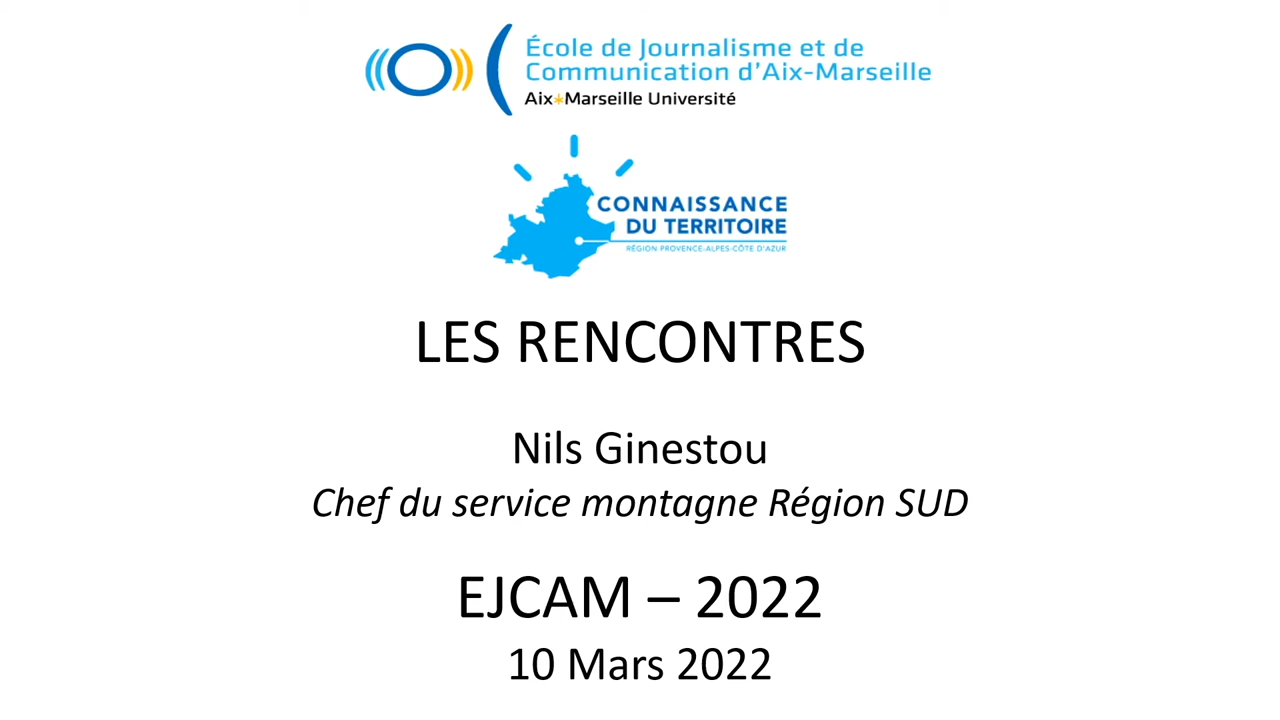 École de Journalisme et de
Communication d'Aix-Marseille
Aix*Marseille Université
CONNAISSANCE
DU TERRITOIRE
RÉGION PROVENCE-ALPES-CÔTE D'AZUR
LES RENCONTRES
Nils Ginestou
Chef du service montagne Région SUD
EJCAM – 2022
10 Mars 2022